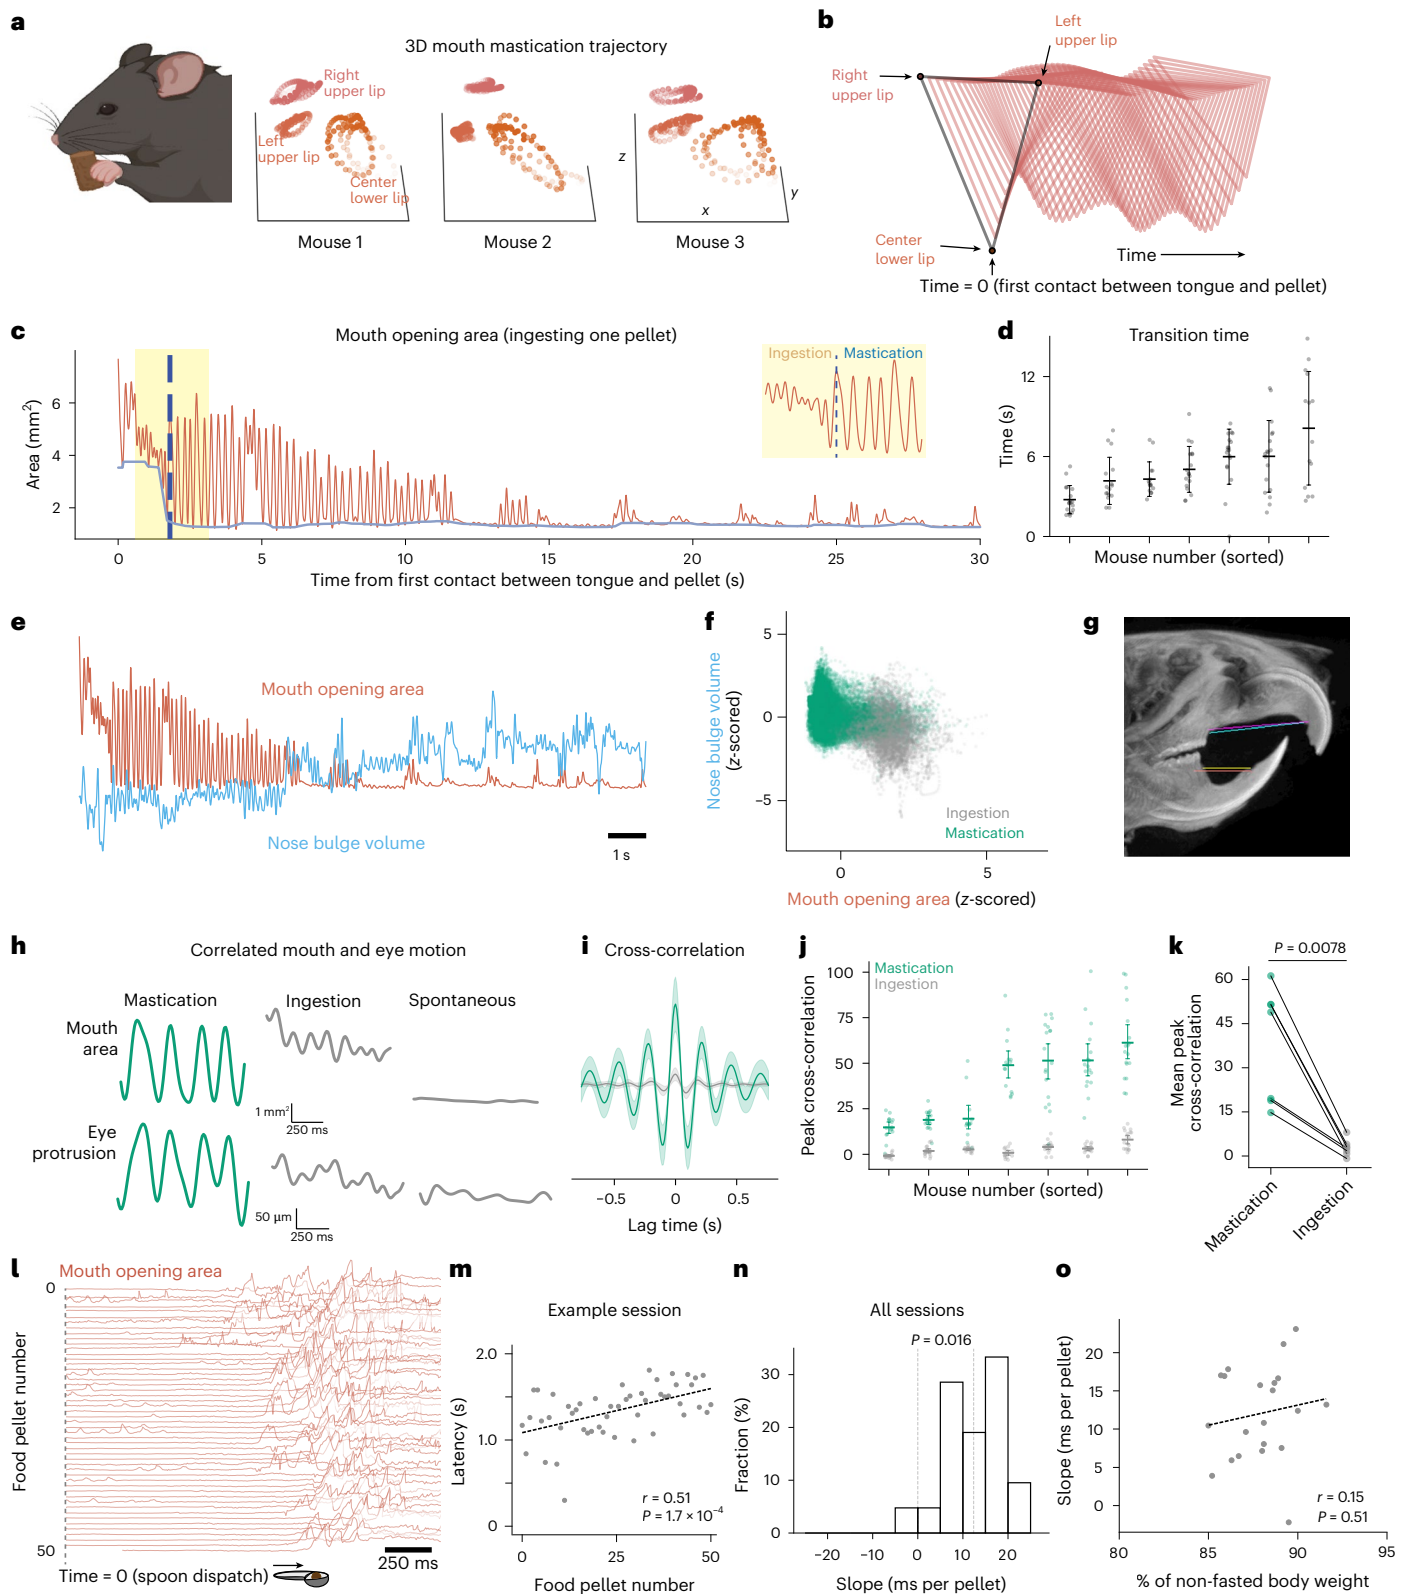 a
3D mouth mastication trajectory
Right
upper lip
Left
upper lip
Center
lower lip
z
x
y
Mouse 1
Mouse 2
Mouse 3
b
Left
upper lip
Right
upper lip
Center
lower lip
Time
Time = 0 (first contact between tongue and pellet)
c
Mouth opening area (ingesting one pellet)
Ingestion
Mastication
Area (mm²)
6
4
2
0
5
10
15
20
25
30
Time from first contact between tongue and pellet (s)
d
Transition time
Time (s)
12
6
0
Mouse number (sorted)
e
Mouth opening area
Nose bulge volume
1 s
f
Nose bulge volume
(z-scored)
5
0
−5
Ingestion
Mastication
0
5
Mouth opening area (z-scored)
g
h
Correlated mouth and eye motion
Mastication
Ingestion
Spontaneous
Mouth
area
1 mm²
250 ms
Eye
protrusion
50 μm
250 ms
i
Cross-correlation
−0.5
0
0.5
Lag time (s)
j
Mastication
Ingestion
Peak cross-correlation
100
75
50
25
0
Mouse number (sorted)
k
P = 0.0078
Mean peak
cross-correlation
60
45
30
15
0
Mastication
Ingestion
l
Mouth opening area
0
Food pellet number
50
250 ms
Time = 0 (spoon dispatch)
m
Example session
Latency (s)
2.0
1.0
0
r = 0.51
P = 1.7 × 10⁻⁴
0
25
50
Food pellet number
n
All sessions
P = 0.016
Fraction (%)
30
20
10
0
−20
−10
0
10
20
Slope (ms per pellet)
o
Slope (ms per pellet)
20
15
10
5
0
r = 0.15
P = 0.51
80
85
90
95
% of non-fasted body weight